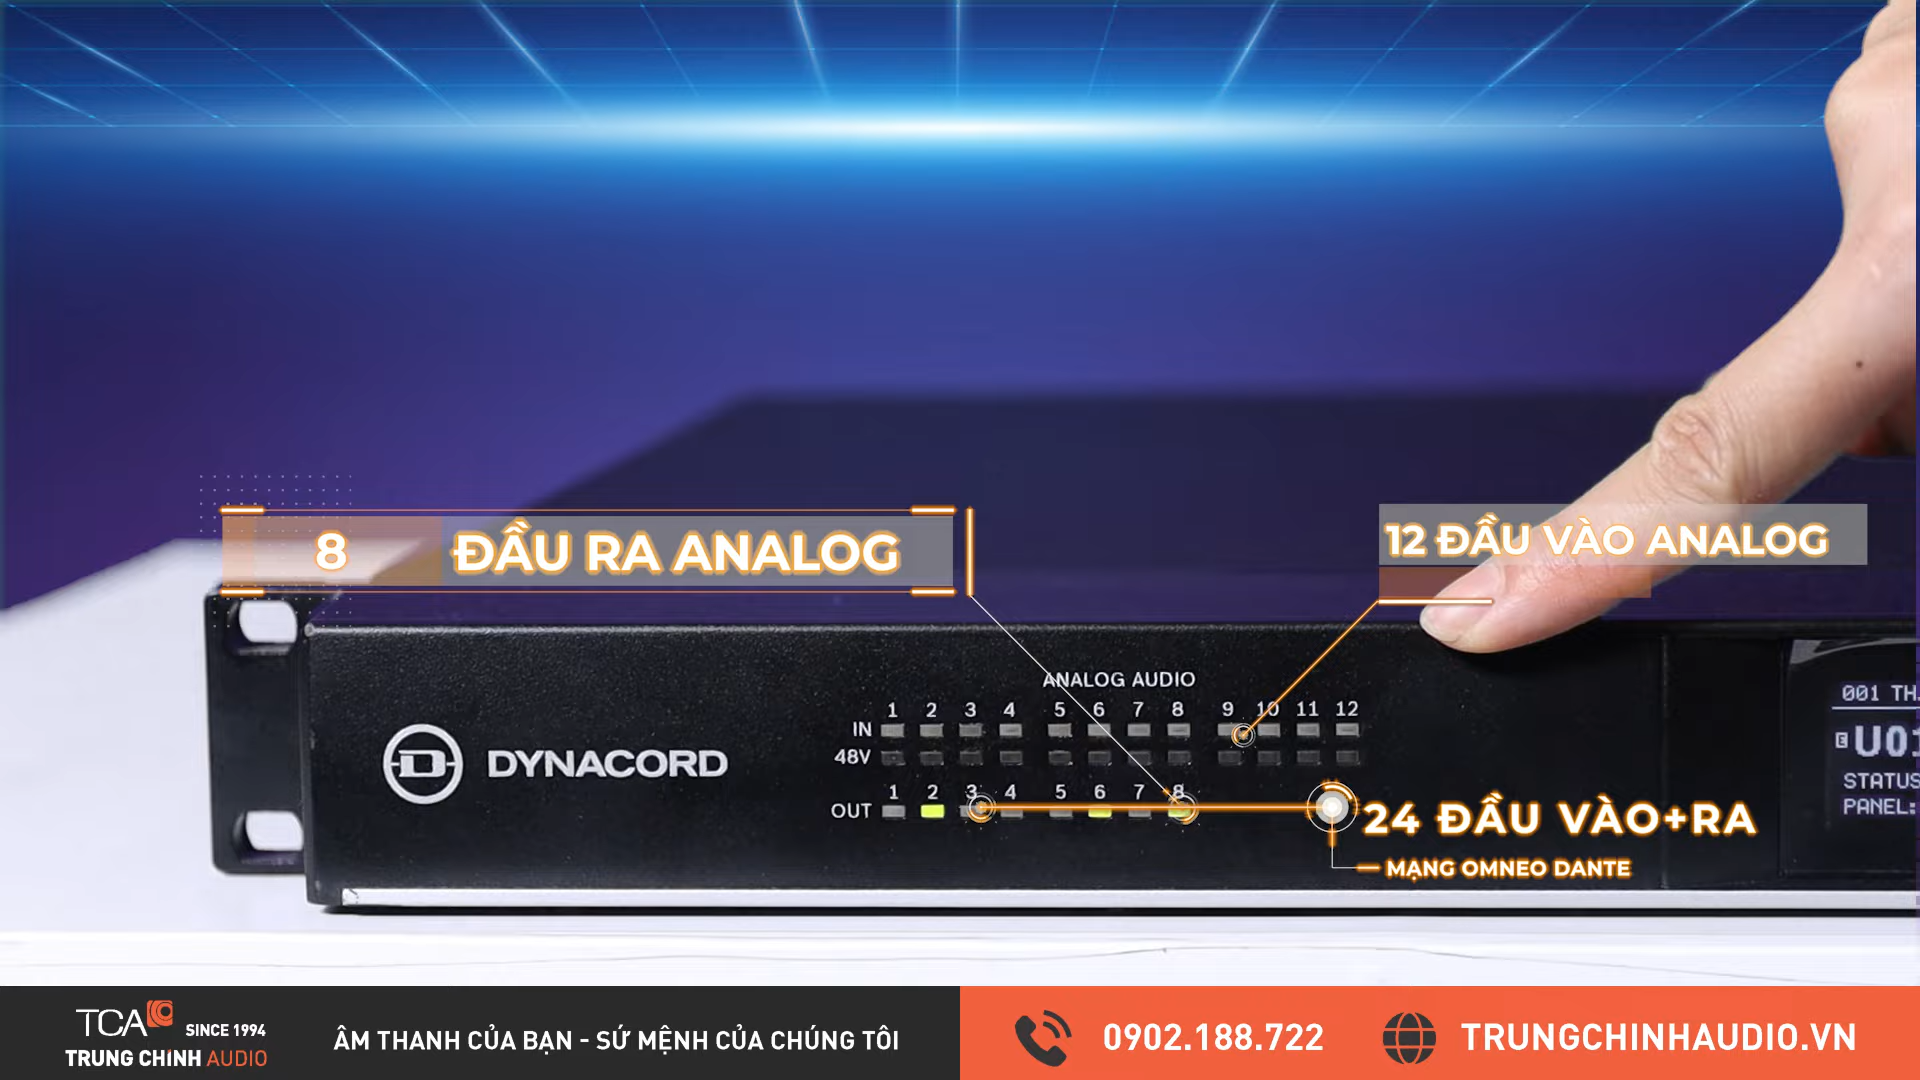 8 ĐẦU RA ANALOG
12 ĐẦU VÀO ANALOG
ANALOG AUDIO
1 2 3 4 5 6 7 8 9 10 11 12
IN
48V
1 2 3 4 5 6 7 8
OUT
DYNACORD
24 ĐẦU VÀO+RA
MẠNG OMNEO DANTE
001 TH
U01
STATUS
PANEL:
TCA SINCE 1994
TRUNG CHÍNH AUDIO
ÂM THANH CỦA BẠN - SỨ MỆNH CỦA CHÚNG TÔI
0902.188.722
TRUNGCHINHAUDIO.VN